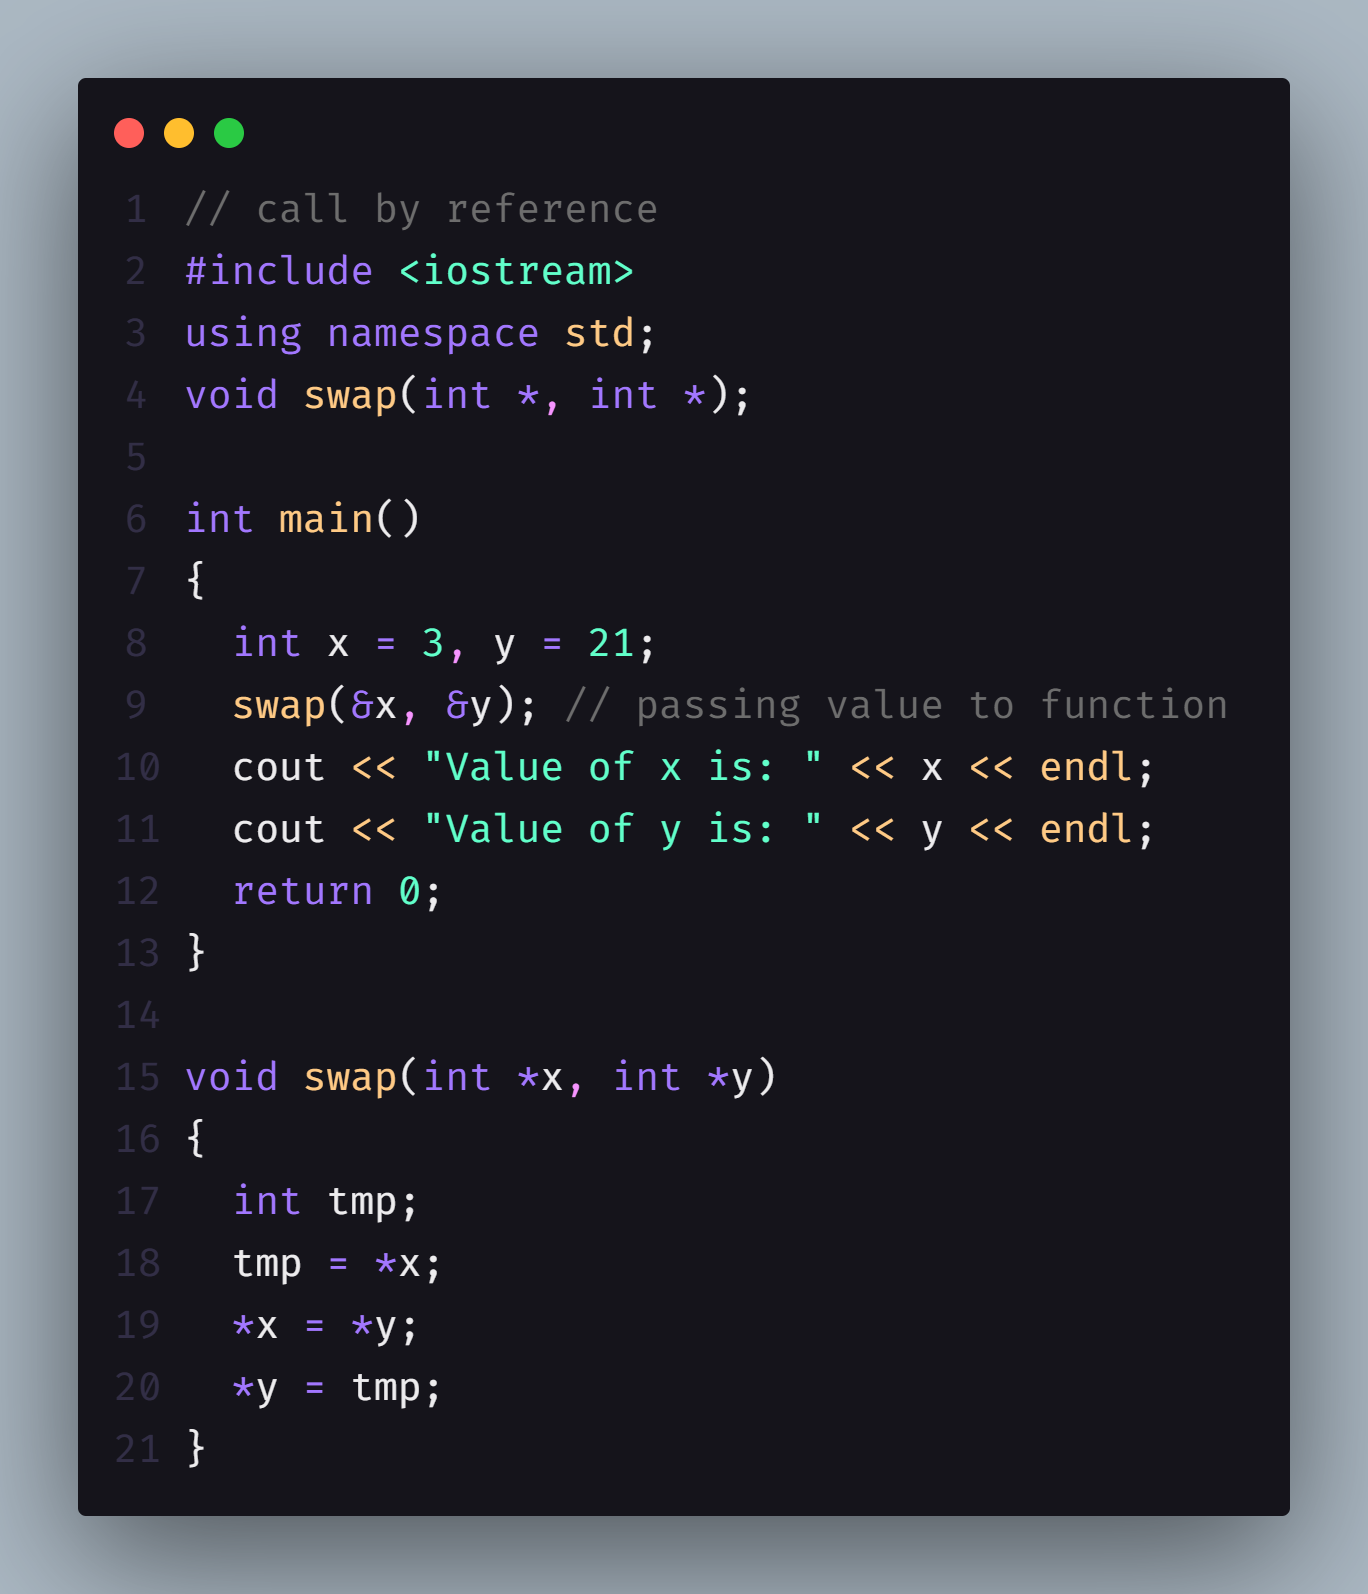 1 // call by reference
2 #include <iostream>
3 using namespace std;
4 void swap(int *, int *);
5
6 int main()
7 {
8   int x = 3, y = 21;
9   swap(&x, &y); // passing value to function
10   cout << "Value of x is: " << x << endl;
11   cout << "Value of y is: " << y << endl;
12   return 0;
13 }
14
15 void swap(int *x, int *y)
16 {
17   int tmp;
18   tmp = *x;
19   *x = *y;
20   *y = tmp;
21 }